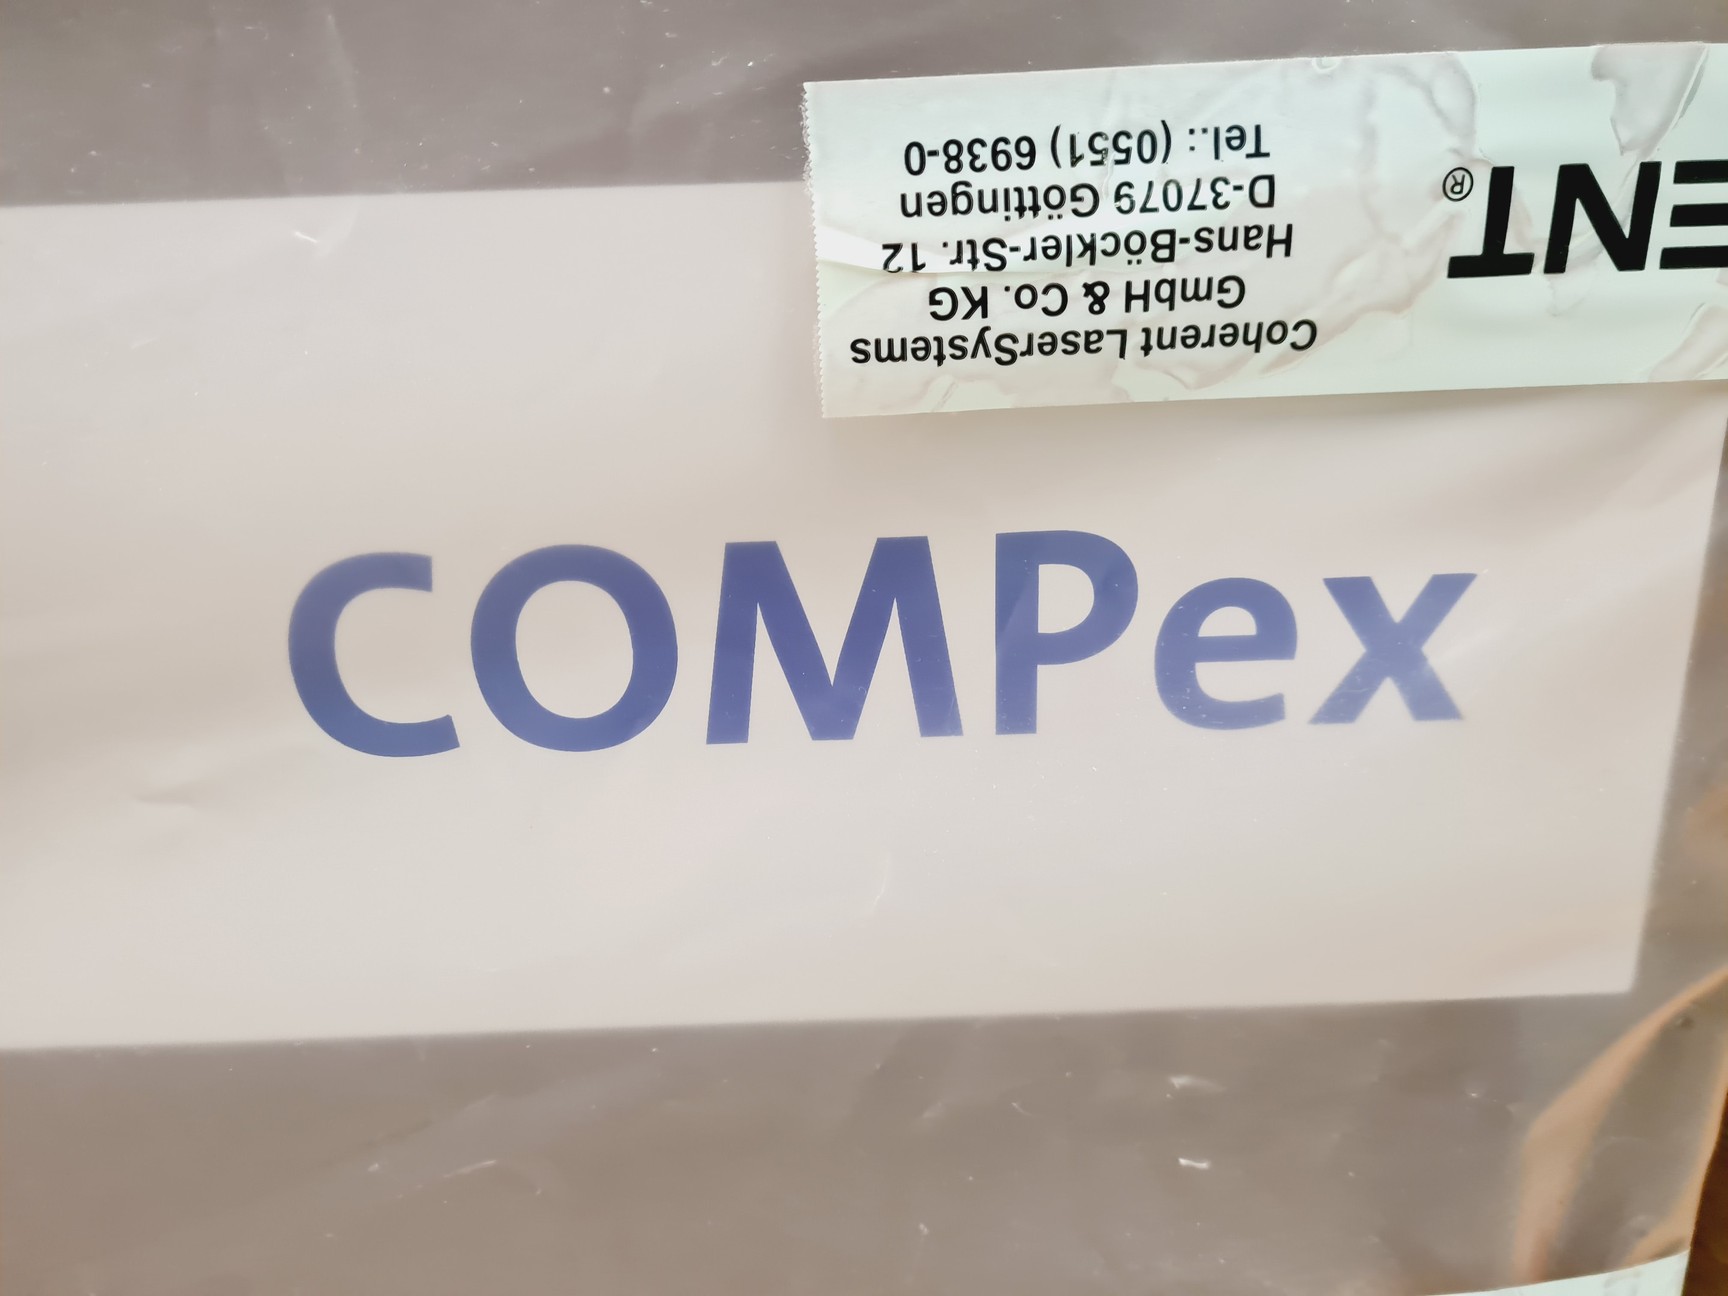 COMPex
ENT®
Coherent LaserSystems
GmbH & Co. KG
Hans-Böckler-Str. 12
D-37079 Göttingen
Tel.: (0551) 6938-0